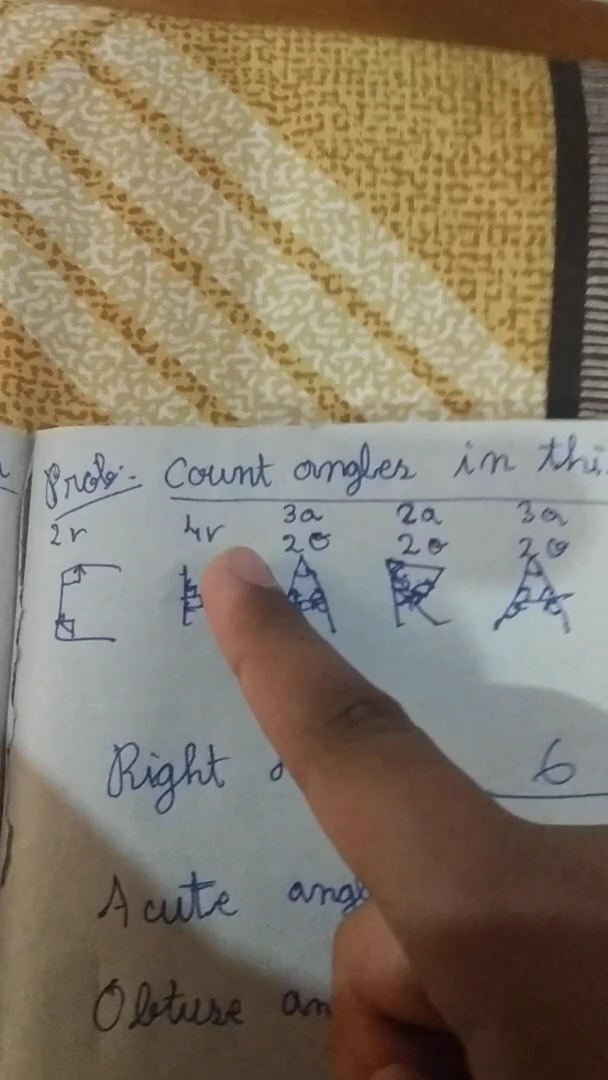 Prob:- Count angles in thi
2r 4r 3a 2a 3a
2o 2o 2o
C H A R A
Right 6
Acute ang
Obtuse an